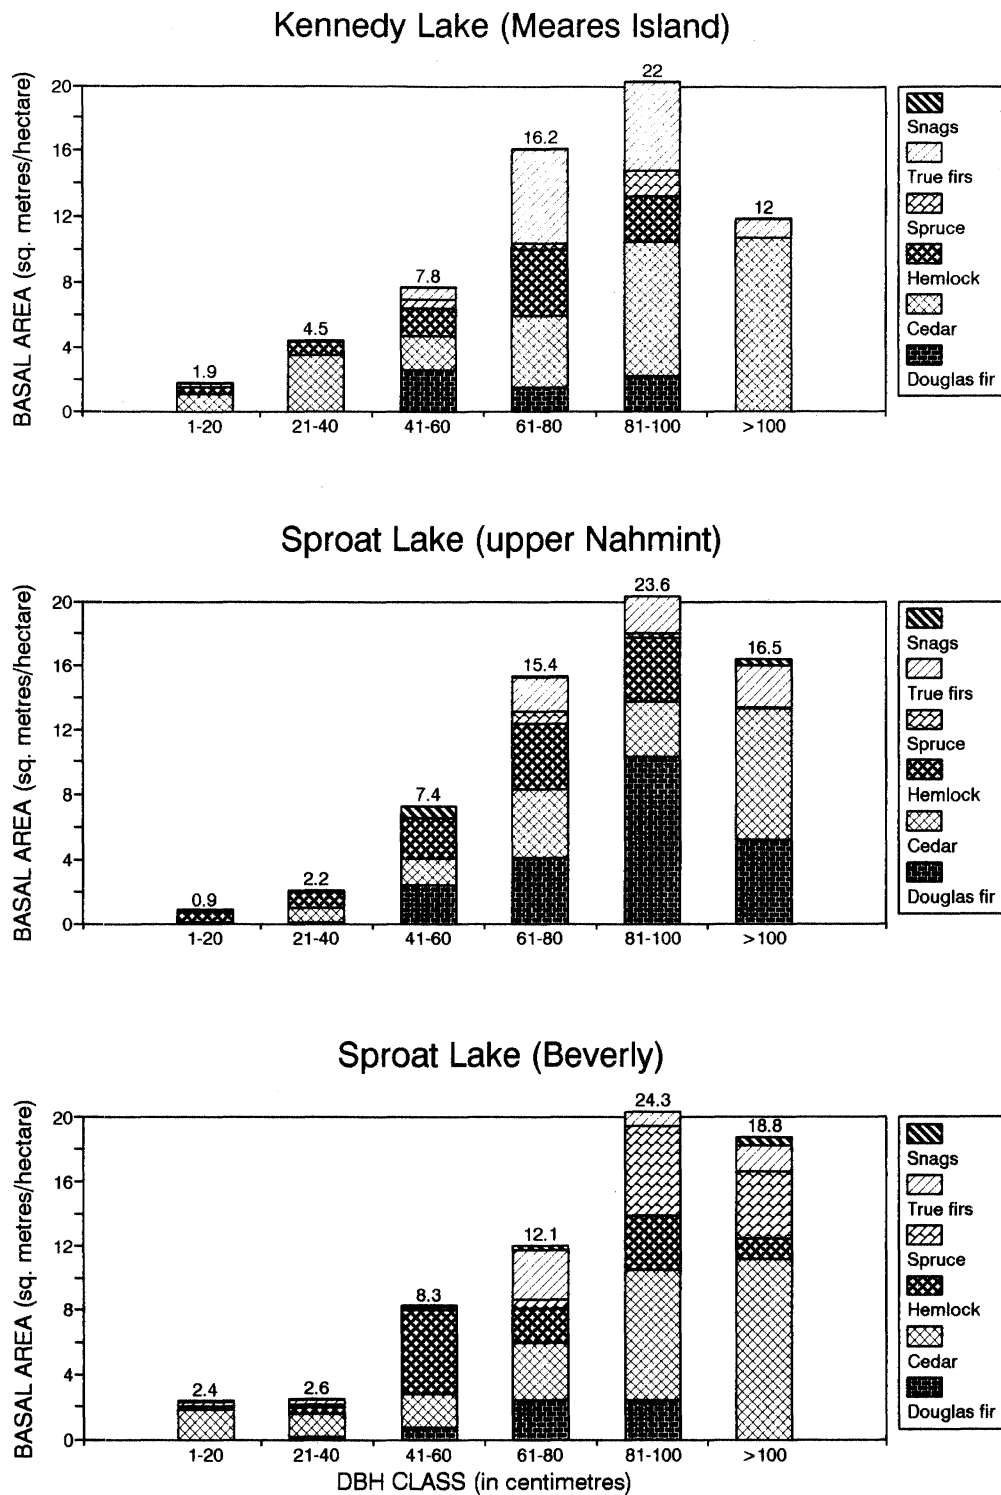 Kennedy Lake (Meares Island)
BASAL AREA (sq. metres/hectare)
20
16
12
8
4
0
1.9
4.5
7.8
16.2
22
12
1-20
21-40
41-60
61-80
81-100
>100
Snags
True firs
Spruce
Hemlock
Cedar
Douglas fir
Sproat Lake (upper Nahmint)
BASAL AREA (sq. metres/hectare)
20
16
12
8
4
0
0.9
2.2
7.4
15.4
23.6
16.5
1-20
21-40
41-60
61-80
81-100
>100
Snags
True firs
Spruce
Hemlock
Cedar
Douglas fir
Sproat Lake (Beverly)
BASAL AREA (sq. metres/hectare)
20
16
12
8
4
0
2.4
2.6
8.3
12.1
24.3
18.8
1-20
21-40
41-60
61-80
81-100
>100
DBH CLASS (in centimetres)
Snags
True firs
Spruce
Hemlock
Cedar
Douglas fir